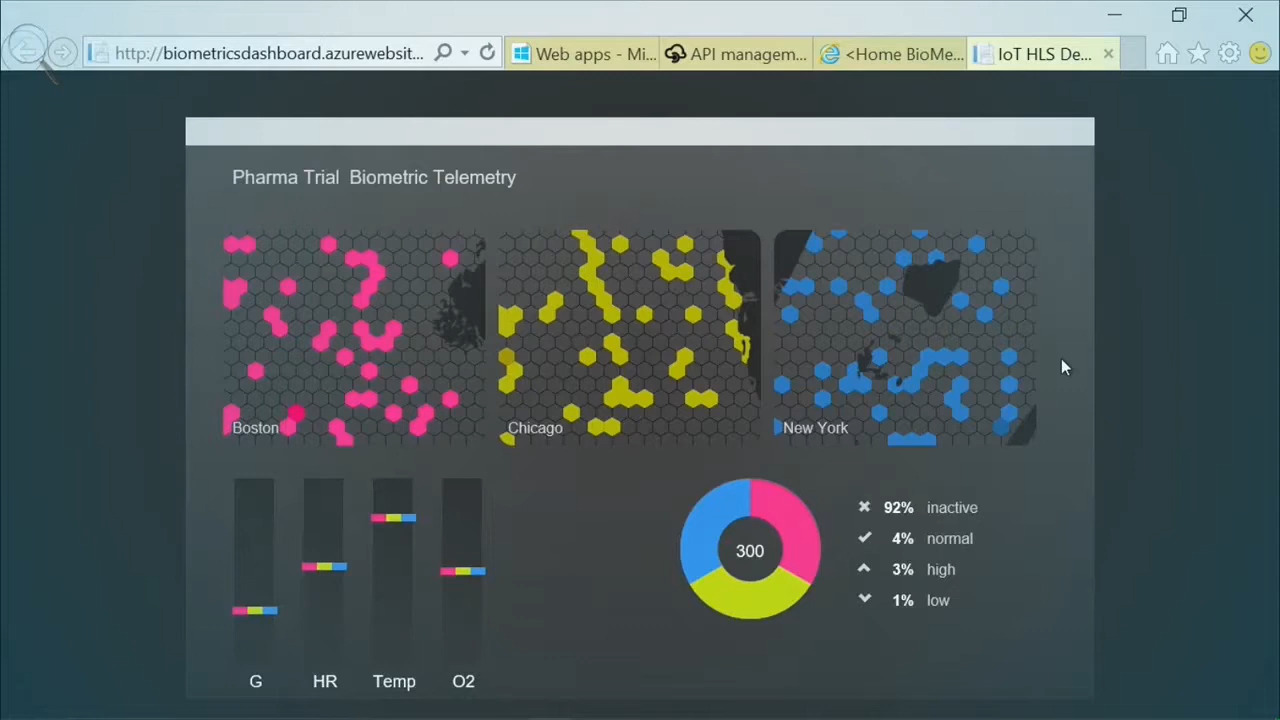 http://biometricsdashboard.azurewebsit...
Web apps - Mi...
API managem...
<Home BioMe...
IoT HLS De...
Pharma Trial Biometric Telemetry
Boston
Chicago
New York
300
92% inactive
4% normal
3% high
1% low
G
HR
Temp
O2